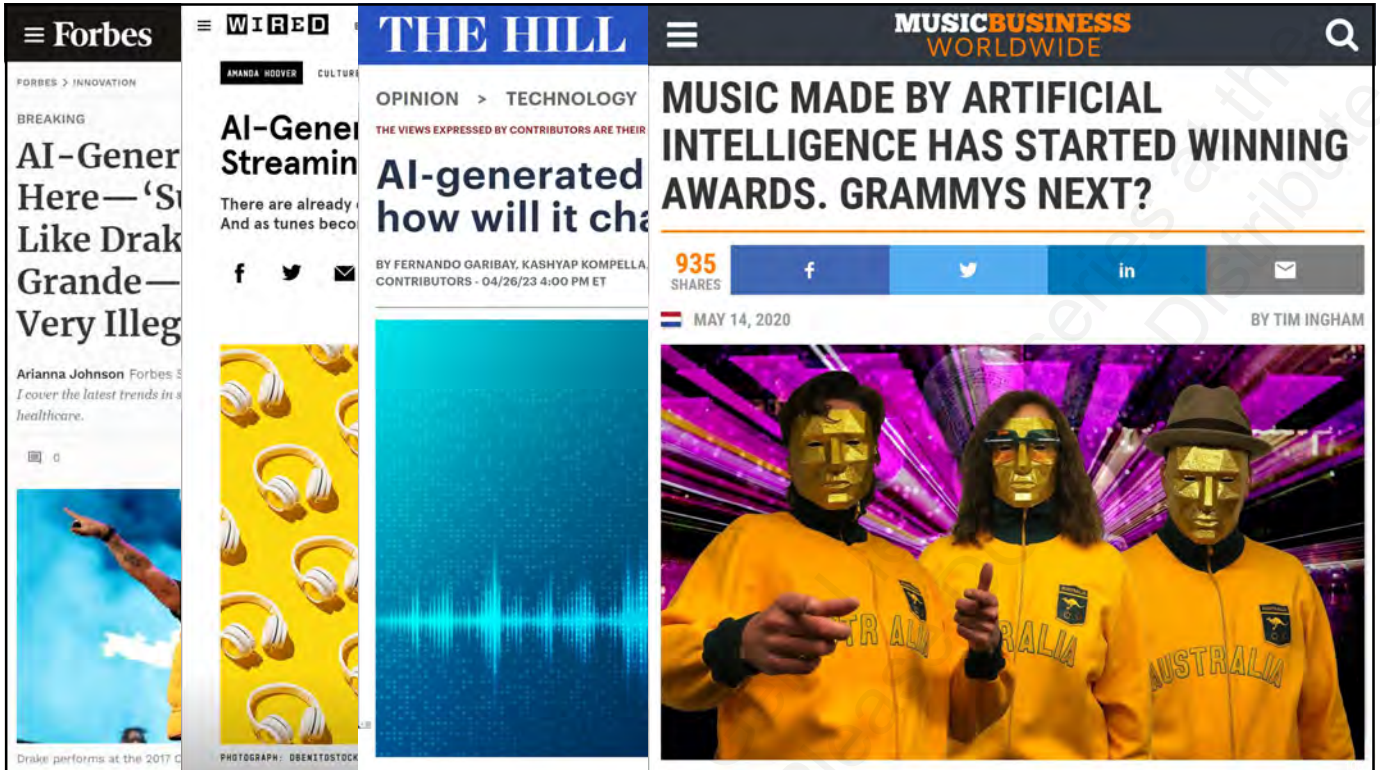 Forbes
FORBES > INNOVATION
BREAKING
AI-Gener
Here—‘Su
Like Drak
Grande—
Very Illeg
Arianna Johnson Forbes S
I cover the latest trends in s
healthcare.
0
Drake performs at the 2017 C
WIRED
AMANDA HOOVER CULTURE
AI-Gener
Streamin
There are already
And as tunes beco
PHOTOGRAPH: DBENITOSTOCK
THE HILL
OPINION > TECHNOLOGY
THE VIEWS EXPRESSED BY CONTRIBUTORS ARE THEIR
AI-generated
how will it cha
BY FERNANDO GARIBAY, KASHYAP KOMPELLA,
CONTRIBUTORS - 04/26/23 4:00 PM ET
MUSICBUSINESS
WORLDWIDE
MUSIC MADE BY ARTIFICIAL
INTELLIGENCE HAS STARTED WINNING
AWARDS. GRAMMYS NEXT?
935
SHARES
f
in
MAY 14, 2020 BY TIM INGHAM
AUSTRALIA